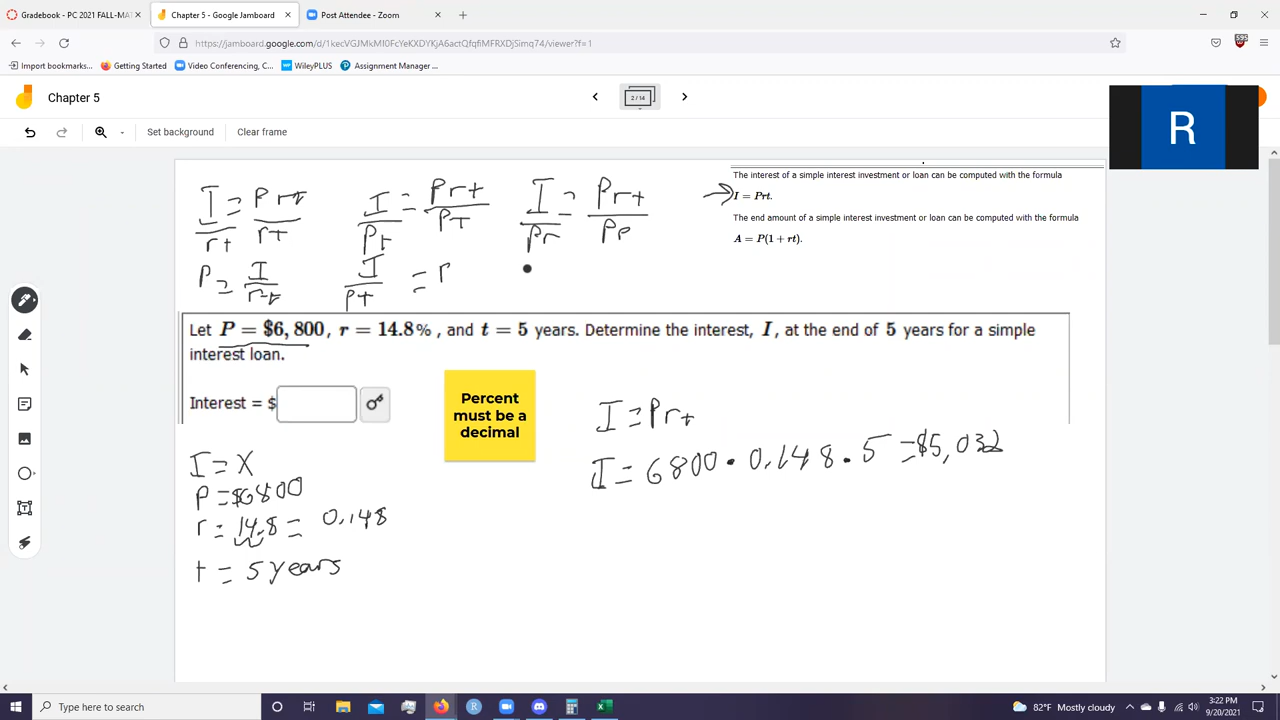 Gradebook - PC 2021 FALL-MAT
Chapter 5 - Google Jamboard
Post Attendee - Zoom
https://jamboard.google.com/d/1kecVGJMkMI0FcYeKXDYKjA6actQfqfiMFRXDjSimq74/viewer?f=1
595
Import bookmarks...
Getting Started
Video Conferencing, C...
WileyPLUS
Assignment Manager ...
Chapter 5
2 / 14
R
Set background
Clear frame
I = Prt
rt rt
I = Prt
Pt Pt
I = Prt
Pr Pr
P = I
rt
I = r
Pt
The interest of a simple interest investment or loan can be computed with the formula
I = Prt.
The end amount of a simple interest investment or loan can be computed with the formula
A = P(1 + rt).
Let P = $6,800, r = 14.8%, and t = 5 years. Determine the interest, I, at the end of 5 years for a simple
interest loan.
Interest = $
Percent
must be a
decimal
I = Prt
I = 6800 · 0.148 · 5 = $5,032
I = X
P = $6800
r = 14.8 = 0.148
t = 5 years
Type here to search
82°F Mostly cloudy
3:22 PM
9/20/2021